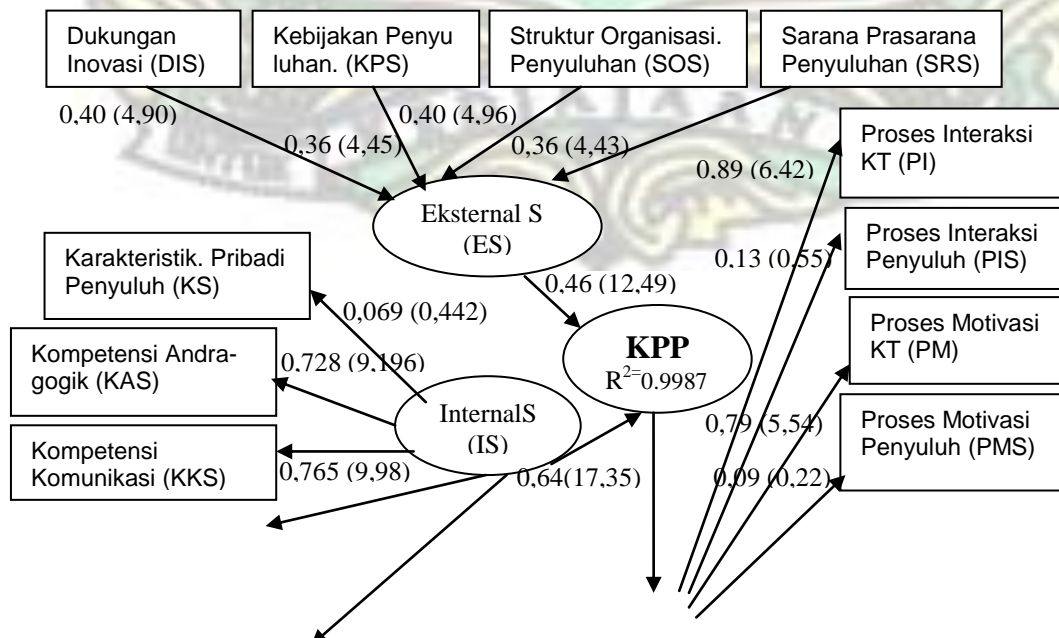 Dukungan
Inovasi (DIS)
Kebijakan Penyu
luhan. (KPS)
Struktur Organisasi.
Penyuluhan (SOS)
Sarana Prasarana
Penyuluhan (SRS)
0,40 (4,90)
0,36 (4,45)
0,40 (4,96)
0,36 (4,43)
Eksternal S
(ES)
0,89 (6,42)
Proses Interaksi
KT (PI)
0,13 (0,55)
Proses Interaksi
Penyuluh (PIS)
Karakteristik. Pribadi
Penyuluh (KS)
0,069 (0,442)
0,46 (12,49)
KPP
R2=0.9987
Proses Motivasi
KT (PM)
Kompetensi Andra-
gogik (KAS)
0,728 (9,196)
InternalS
(IS)
0,79 (5,54)
Proses Motivasi
Penyuluh (PMS)
Kompetensi
Komunikasi (KKS)
0,765 (9,98)
0,64(17,35)
0,09 (0,22)